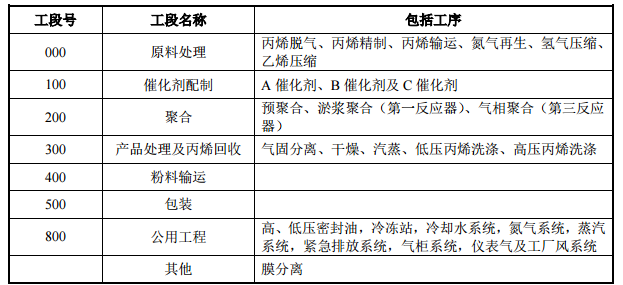 工段号 工段名称 包括工序
000 原料处理 丙烯脱气、丙烯精制、丙烯输运、氮气再生、氢气压缩、
乙烯压缩
100 催化剂配制 A 催化剂、B 催化剂及 C 催化剂
200 聚合 预聚合、淤浆聚合（第一反应器）、气相聚合（第三反应
器）
300 产品处理及丙烯回收 气固分离、干燥、汽蒸、低压丙烯洗涤、高压丙烯洗涤
400 粉料输运
500 包装
800 公用工程 高、低压密封油，冷冻站，冷却水系统，氮气系统，蒸汽
系统，紧急排放系统，气柜系统，仪表气及工厂风系统
其他 膜分离